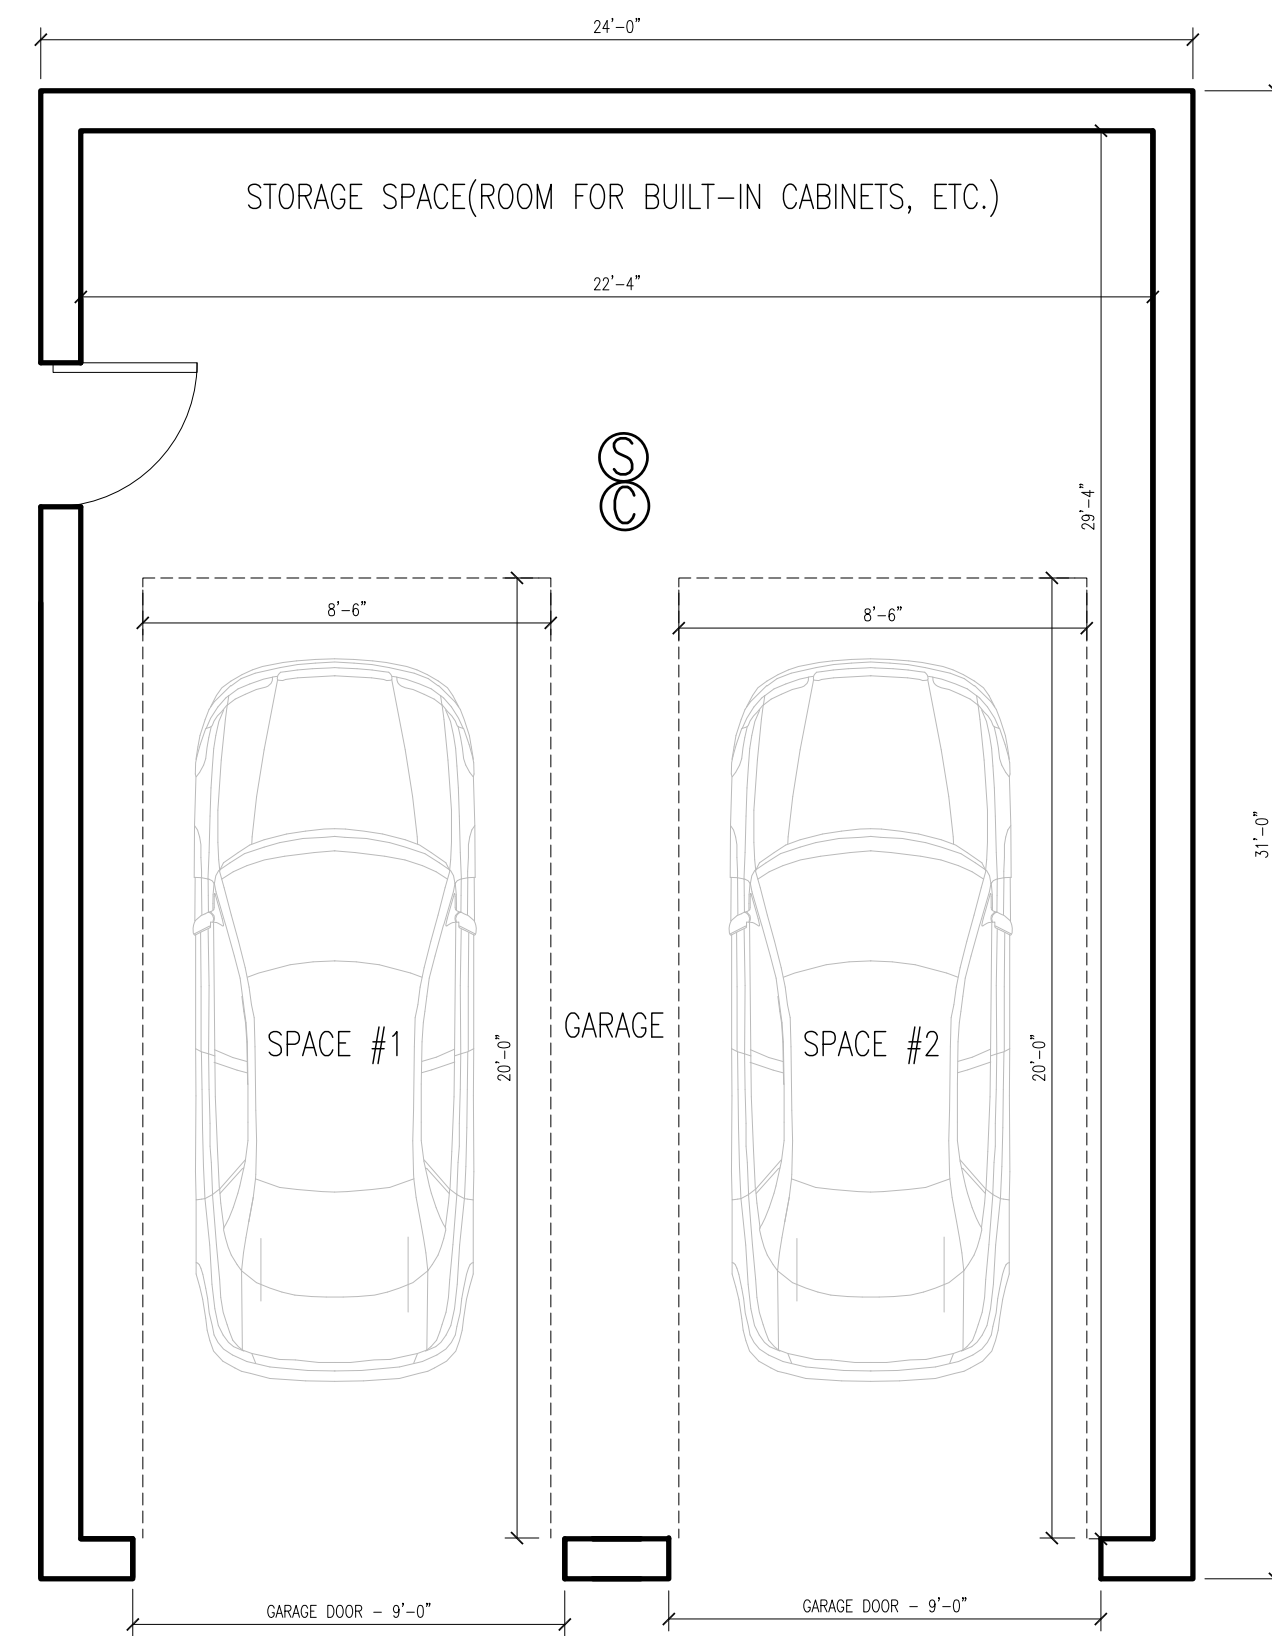 24'-0"
STORAGE SPACE(ROOM FOR BUILT-IN CABINETS, ETC.)
22'-4"
S
C
29'-4"
8'-6"
8'-6"
31'-0"
GARAGE
SPACE #1
SPACE #2
20'-0"
20'-0"
GARAGE DOOR - 9'-0"
GARAGE DOOR - 9'-0"